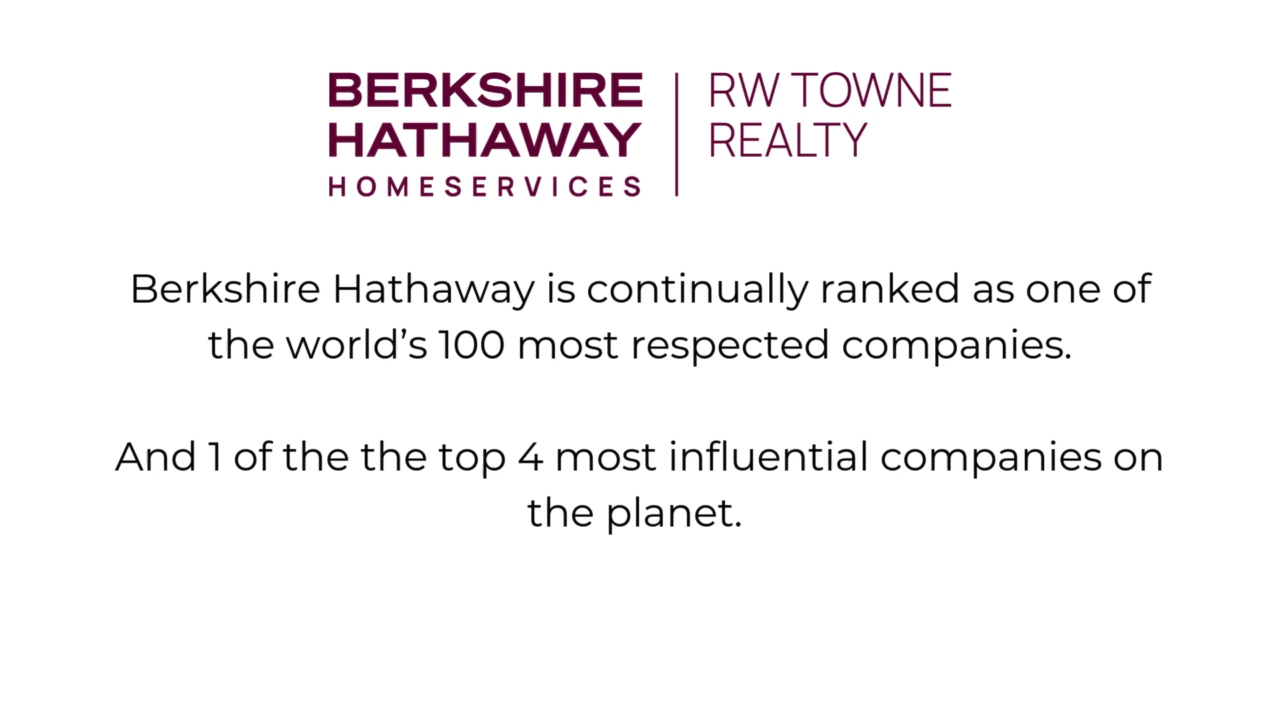 BERKSHIRE
HATHAWAY
HOMESERVICES
RW TOWNE
REALTY
Berkshire Hathaway is continually ranked as one of
the world’s 100 most respected companies.
And 1 of the the top 4 most influential companies on
the planet.